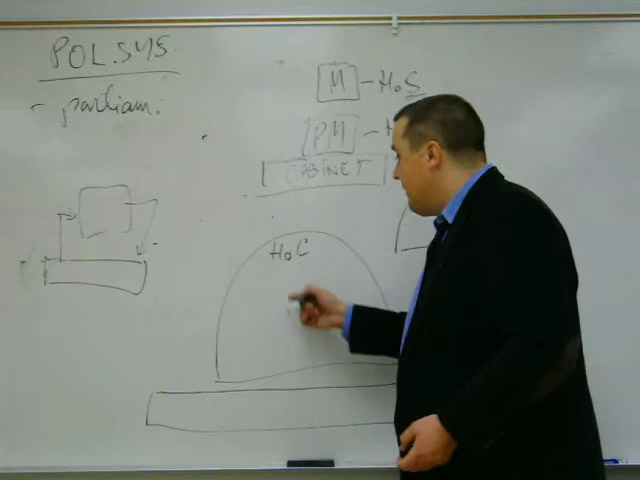 POL.SYS.
- parliam.
M - HoS
PM - H
CABINET
HoC